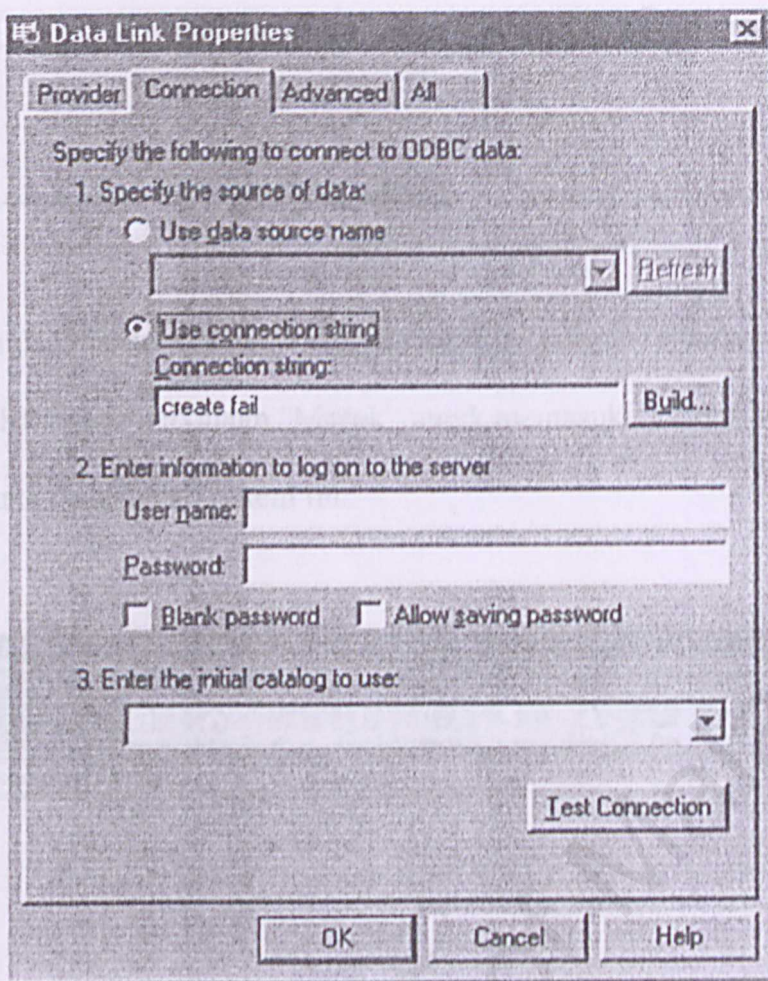 Data Link Properties
Provider Connection Advanced All
Specify the following to connect to ODBC data:
1. Specify the source of data:
Use data source name
Refresh
Use connection string
Connection string:
create fail Build...
2. Enter information to log on to the server
User name:
Password:
Blank password Allow saving password
3. Enter the initial catalog to use:
Test Connection
OK Cancel Help